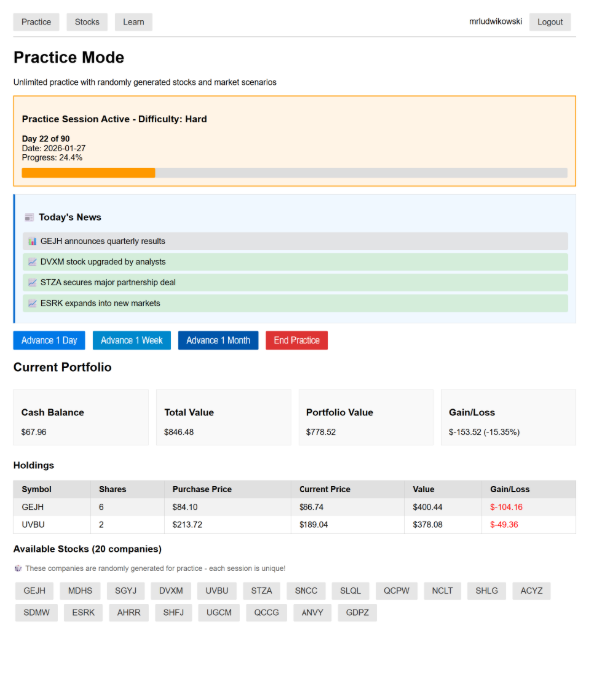 Practice Stocks Learn mrludwikowski Logout
Practice Mode
Unlimited practice with randomly generated stocks and market scenarios
Practice Session Active - Difficulty: Hard
Day 22 of 90
Date: 2026-01-27
Progress: 24.4%
Today's News
GEJH announces quarterly results
DVXM stock upgraded by analysts
STZA secures major partnership deal
ESRK expands into new markets
Advance 1 Day Advance 1 Week Advance 1 Month End Practice
Current Portfolio
Cash Balance Total Value Portfolio Value Gain/Loss
$67.96 $846.48 $778.52 $-153.52 (-15.35%)
Holdings
Symbol Shares Purchase Price Current Price Value Gain/Loss
GEJH 6 $84.10 $66.74 $400.44 $-104.16
UVBU 2 $213.72 $189.04 $378.08 $-49.36
Available Stocks (20 companies)
These companies are randomly generated for practice - each session is unique!
GEJH MDHS SGYJ DVXM UVBU STZA SNCC SLQL QCPW NCLT SHLG ACYZ
SDMW ESRK AHRR SHFJ UGCM QCCG ANVY GDPZ